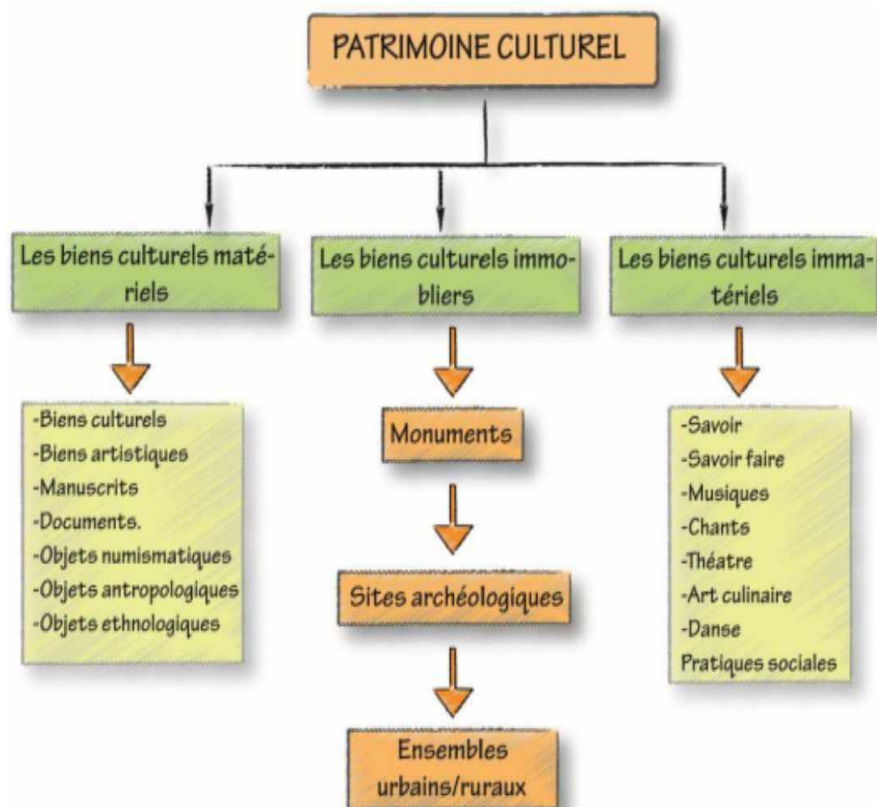 PATRIMOINE CULTUREL
Les biens culturels maté-
riels
-Biens culturels
-Biens artistiques
-Manuscrits
-Documents.
-Objets numismatiques
-Objets antropologiques
-Objets ethnologiques
Les biens culturels immo-
bliers
Monuments
Sites archéologiques
Ensembles
urbains/ruraux
Les biens culturels imma-
tériels
-Savoir
-Savoir faire
-Musiques
-Chants
-Théatre
-Art culinaire
-Danse
Pratiques sociales